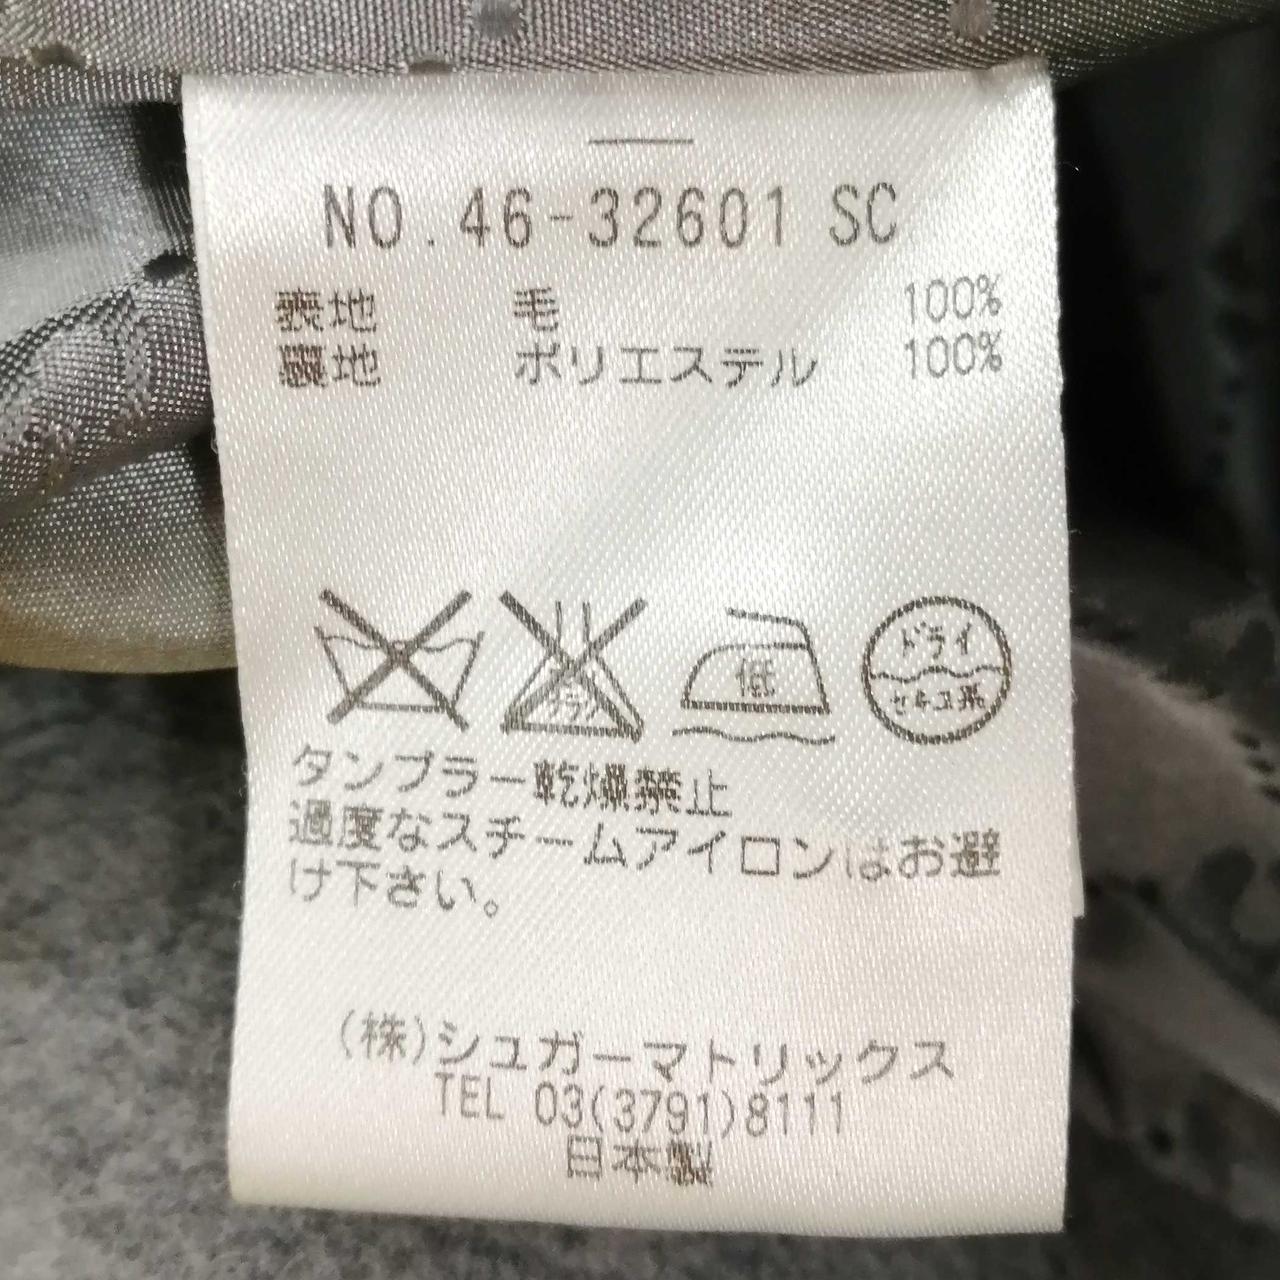 NO.46-32601 SC
表地 毛 100%
裏地 ポリエステル 100%
低
ドライ
セキユ系
タンブラー乾燥禁止
過度なスチームアイロンはお避
け下さい。
(株)シュガーマトリックス
TEL 03(3791)8111
日本製